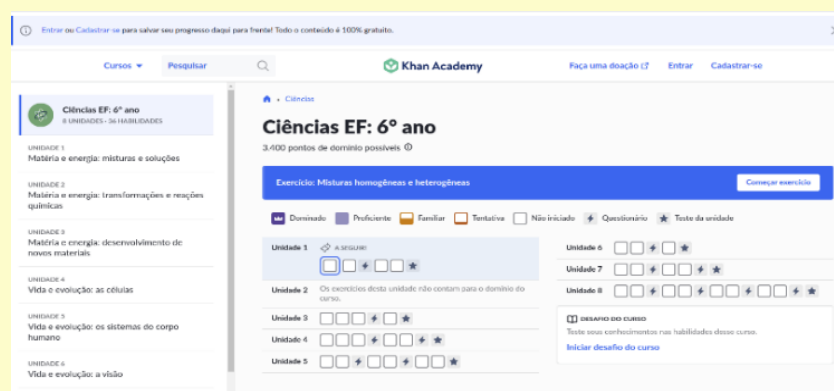 Entrar ou Cadastrar-se para salvar seu progresso daqui para frente! Todo o conteúdo é 100% gratuito.
Cursos Pesquisar Khan Academy Faça uma doação Entrar Cadastrar-se
Ciências EF: 6º ano
8 UNIDADES · 36 HABILIDADES
UNIDADE 1
Matéria e energia: misturas e soluções
UNIDADE 2
Matéria e energia: transformações e reações
químicas
UNIDADE 3
Matéria e energia: desenvolvimento de
novos materiais
UNIDADE 4
Vida e evolução: as células
UNIDADE 5
Vida e evolução: os sistemas do corpo
humano
UNIDADE 6
Vida e evolução: a visão
Ciências
Ciências EF: 6º ano
3.400 pontos de domínio possíveis
Exercício: Misturas homogêneas e heterogêneas Começar exercício
Dominado Proficiente Familiar Tentativa Não iniciado Questionário Teste da unidade
Unidade 1 A SEGUIR!
Unidade 2 Os exercícios desta unidade não contam para o domínio do
curso.
Unidade 3
Unidade 4
Unidade 5
Unidade 6
Unidade 7
Unidade 8
DESAFIO DO CURSO
Teste seus conhecimentos nas habilidades desse curso.
Iniciar desafio do curso